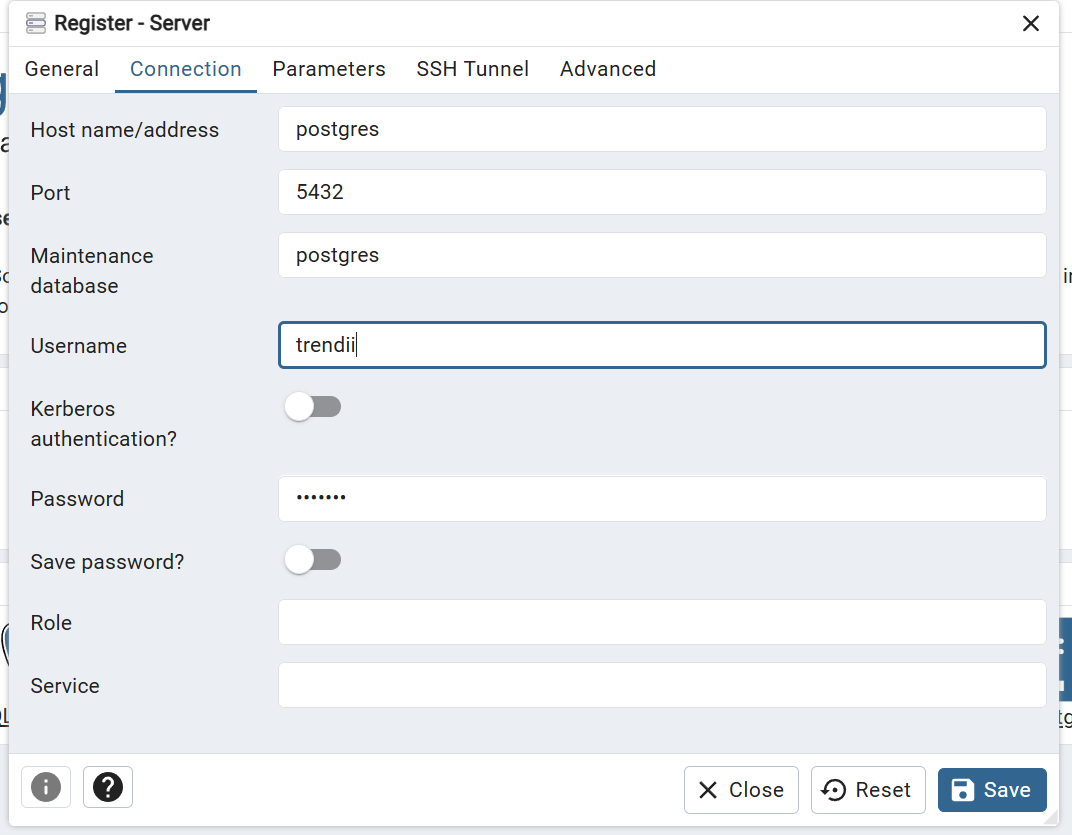 Register - Server
General Connection Parameters SSH Tunnel Advanced
Host name/address postgres
Port 5432
Maintenance
database postgres
Username trendii
Kerberos
authentication?
Password •••••••
Save password?
Role
Service
Close Reset Save